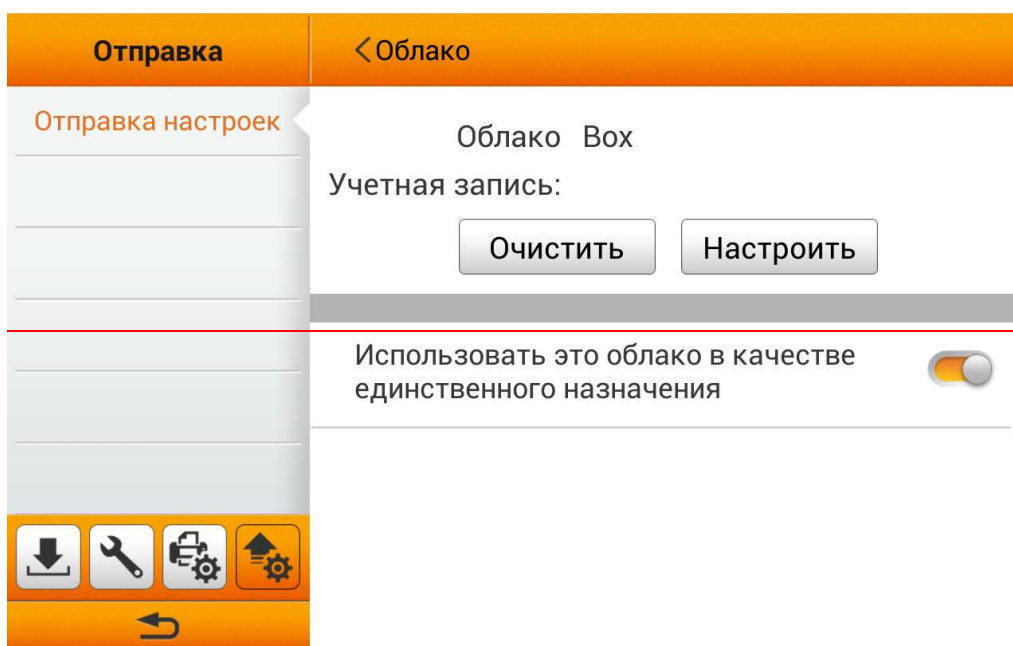 Отправка
Облако
Отправка настроек
Облако Box
Учетная запись:
Очистить Настроить
Использовать это облако в качестве
единственного назначения